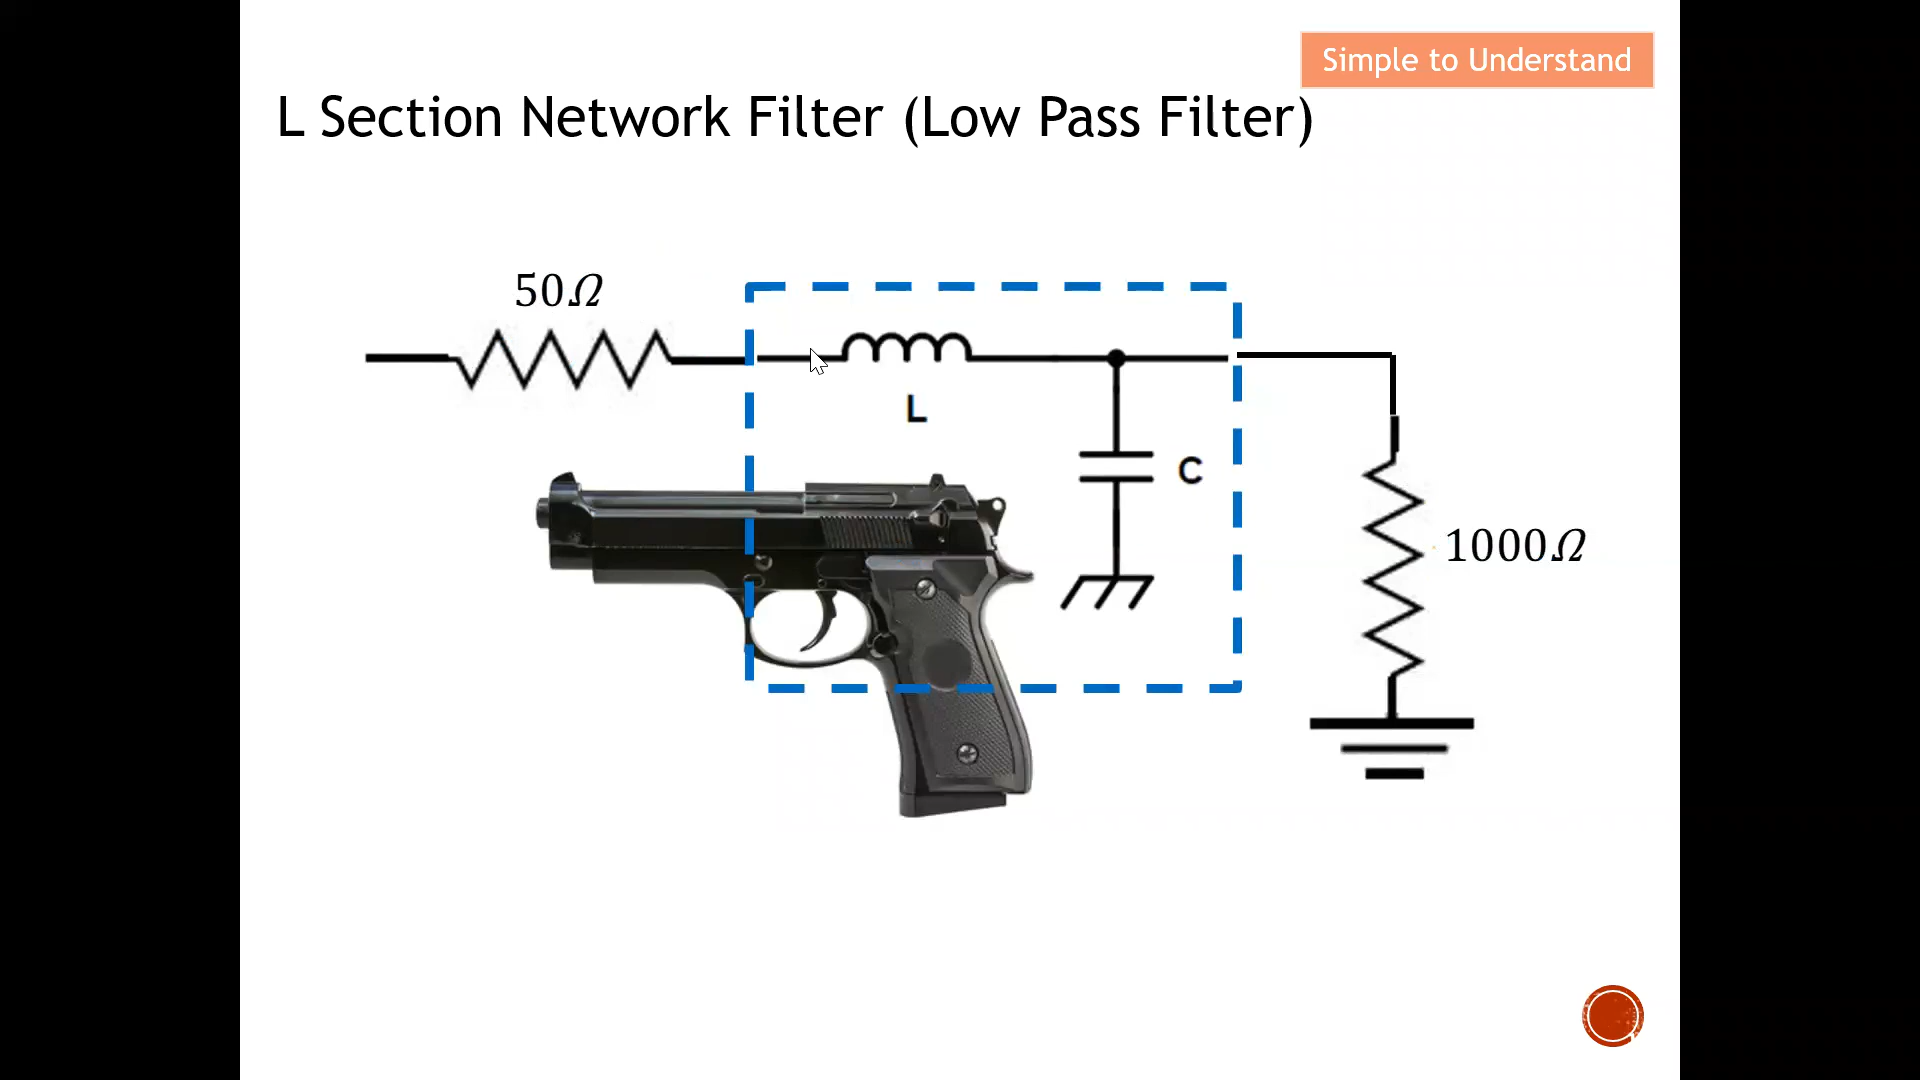 Simple to Understand
L Section Network Filter (Low Pass Filter)
50Ω
L
C
1000Ω